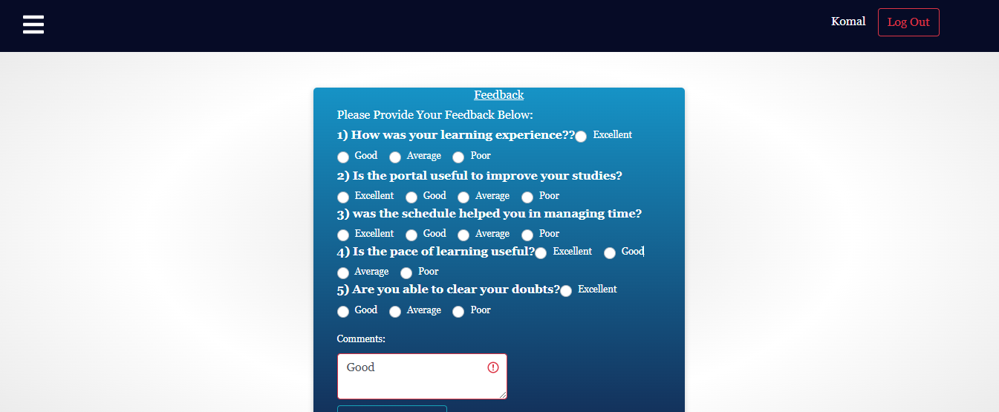 Komal Log Out
Feedback
Please Provide Your Feedback Below:
1) How was your learning experience?? Excellent
Good Average Poor
2) Is the portal useful to improve your studies?
Excellent Good Average Poor
3) was the schedule helped you in managing time?
Excellent Good Average Poor
4) Is the pace of learning useful? Excellent Good
Average Poor
5) Are you able to clear your doubts? Excellent
Good Average Poor
Comments:
Good